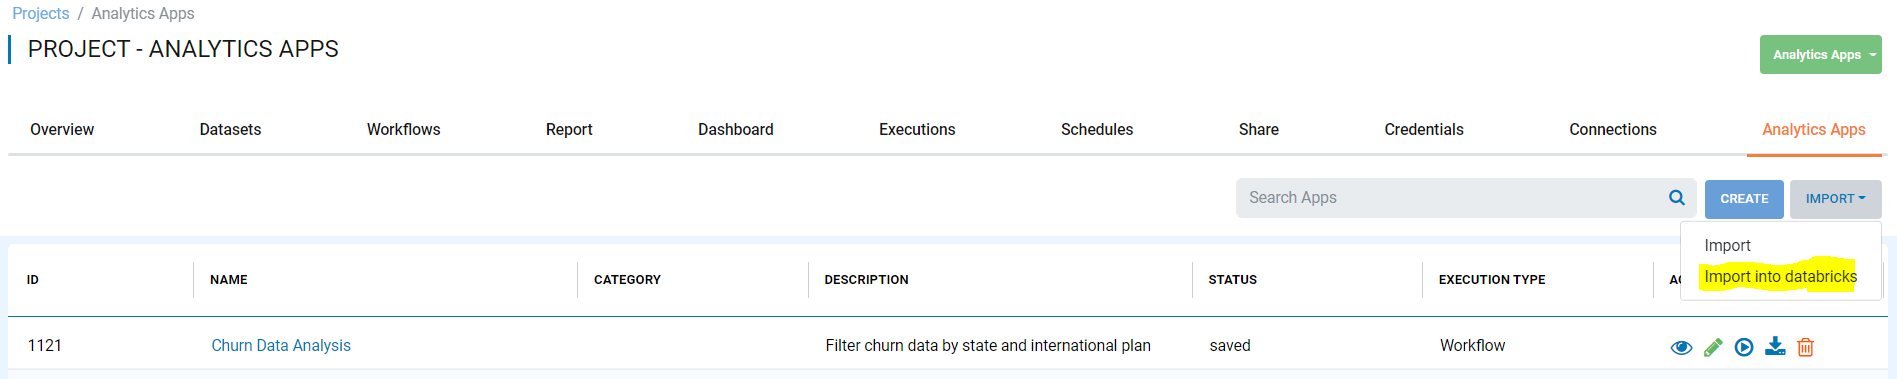 Projects / Analytics Apps
PROJECT - ANALYTICS APPS
Analytics Apps
Overview Datasets Workflows Report Dashboard Executions Schedules Share Credentials Connections Analytics Apps
Search Apps CREATE IMPORT
Import
Import into databricks
ID NAME CATEGORY DESCRIPTION STATUS EXECUTION TYPE
1121 Churn Data Analysis Filter churn data by state and international plan saved Workflow